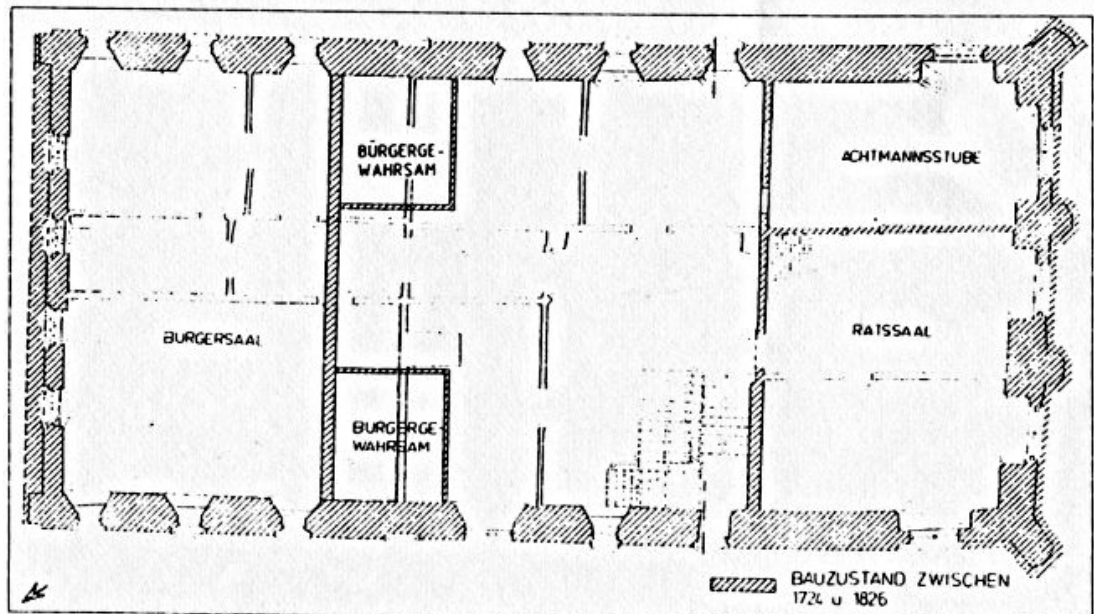 BÜRGERGE-
WAHRSAM
ACHTMANNSSTUBE
BURGERSAAL
RATSSAAL
BURGERGE-
WAHRSAM
BAUZUSTAND ZWISCHEN
1724 u 1826